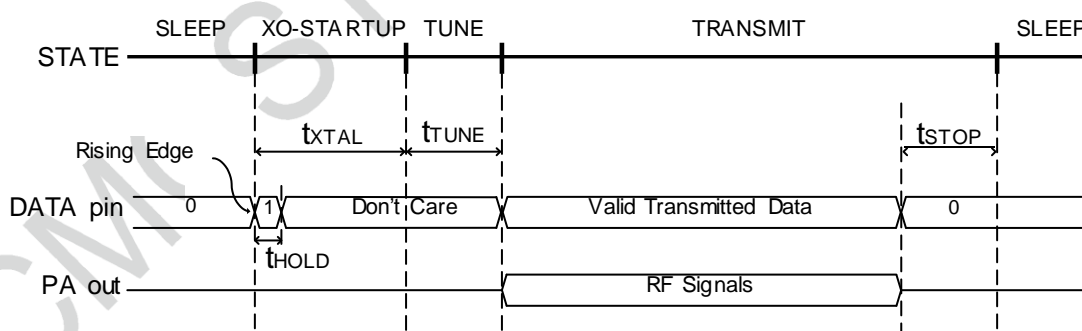 SLEEP XO-STARTUP TUNE TRANSMIT SLEEP
STATE
tXTAL tTUNE tSTOP
Rising Edge
DATA pin 0 1 Don't Care Valid Transmitted Data 0
tHOLD
PA out RF Signals